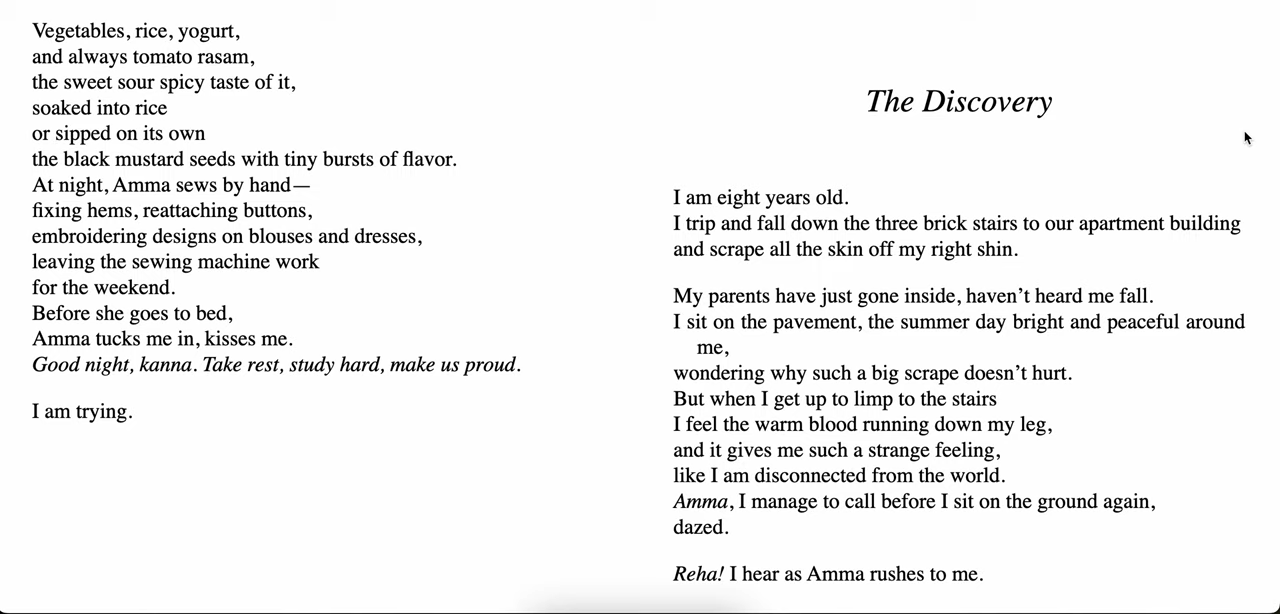 Vegetables, rice, yogurt,
and always tomato rasam,
the sweet sour spicy taste of it,
soaked into rice
or sipped on its own
the black mustard seeds with tiny bursts of flavor.
At night, Amma sews by hand—
fixing hems, reattaching buttons,
embroidering designs on blouses and dresses,
leaving the sewing machine work
for the weekend.
Before she goes to bed,
Amma tucks me in, kisses me.
Good night, kanna. Take rest, study hard, make us proud.
I am trying.
The Discovery
I am eight years old.
I trip and fall down the three brick stairs to our apartment building
and scrape all the skin off my right shin.
My parents have just gone inside, haven’t heard me fall.
I sit on the pavement, the summer day bright and peaceful around
me,
wondering why such a big scrape doesn’t hurt.
But when I get up to limp to the stairs
I feel the warm blood running down my leg,
and it gives me such a strange feeling,
like I am disconnected from the world.
Amma, I manage to call before I sit on the ground again,
dazed.
Reha! I hear as Amma rushes to me.